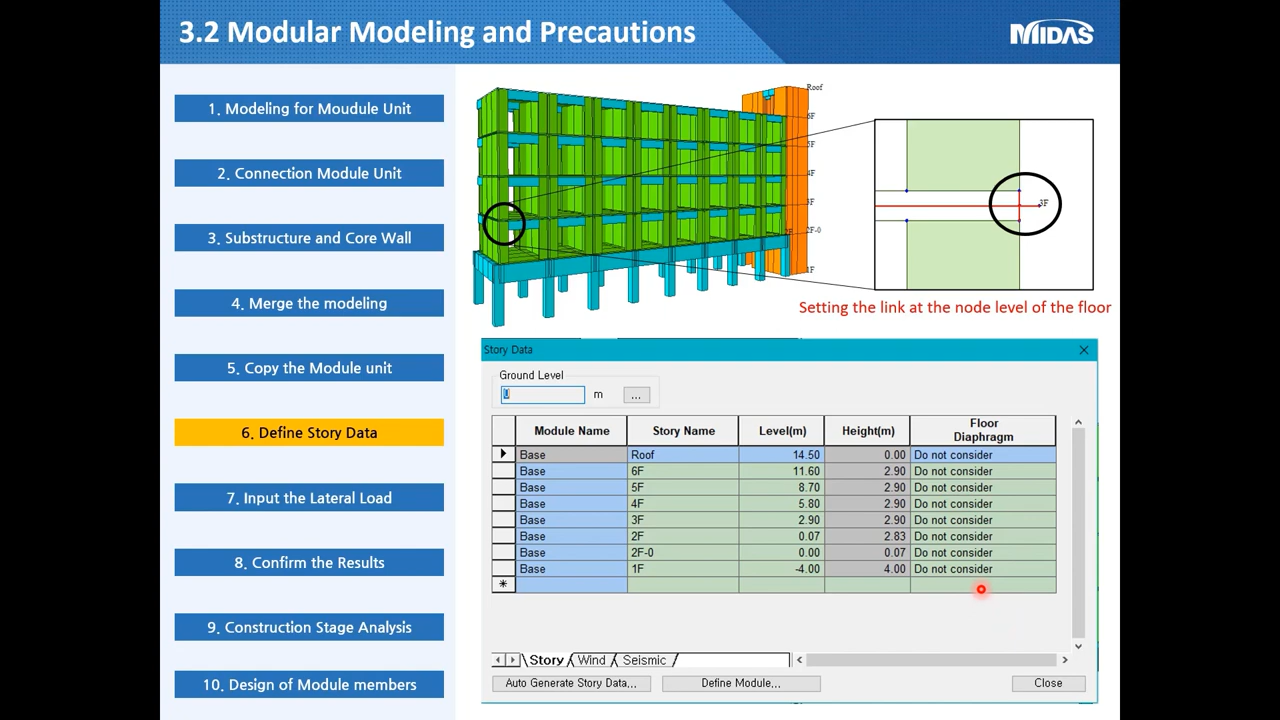 3.2 Modular Modeling and Precautions
MIDAS
1. Modeling for Moudule Unit
2. Connection Module Unit
3. Substructure and Core Wall
4. Merge the modeling
5. Copy the Module unit
6. Define Story Data
7. Input the Lateral Load
8. Confirm the Results
9. Construction Stage Analysis
10. Design of Module members
Roof
6F
5F
4F
3F
2F
2F-0
1F
3F
Setting the link at the node level of the floor
Story Data
Ground Level
0 m ...
Module Name Story Name Level(m) Height(m) Floor Diaphragm
Base Roof 14.50 0.00 Do not consider
Base 6F 11.60 2.90 Do not consider
Base 5F 8.70 2.90 Do not consider
Base 4F 5.80 2.90 Do not consider
Base 3F 2.90 2.90 Do not consider
Base 2F 0.07 2.83 Do not consider
Base 2F-0 0.00 0.07 Do not consider
Base 1F -4.00 4.00 Do not consider
Story Wind Seismic
Auto Generate Story Data... Define Module... Close